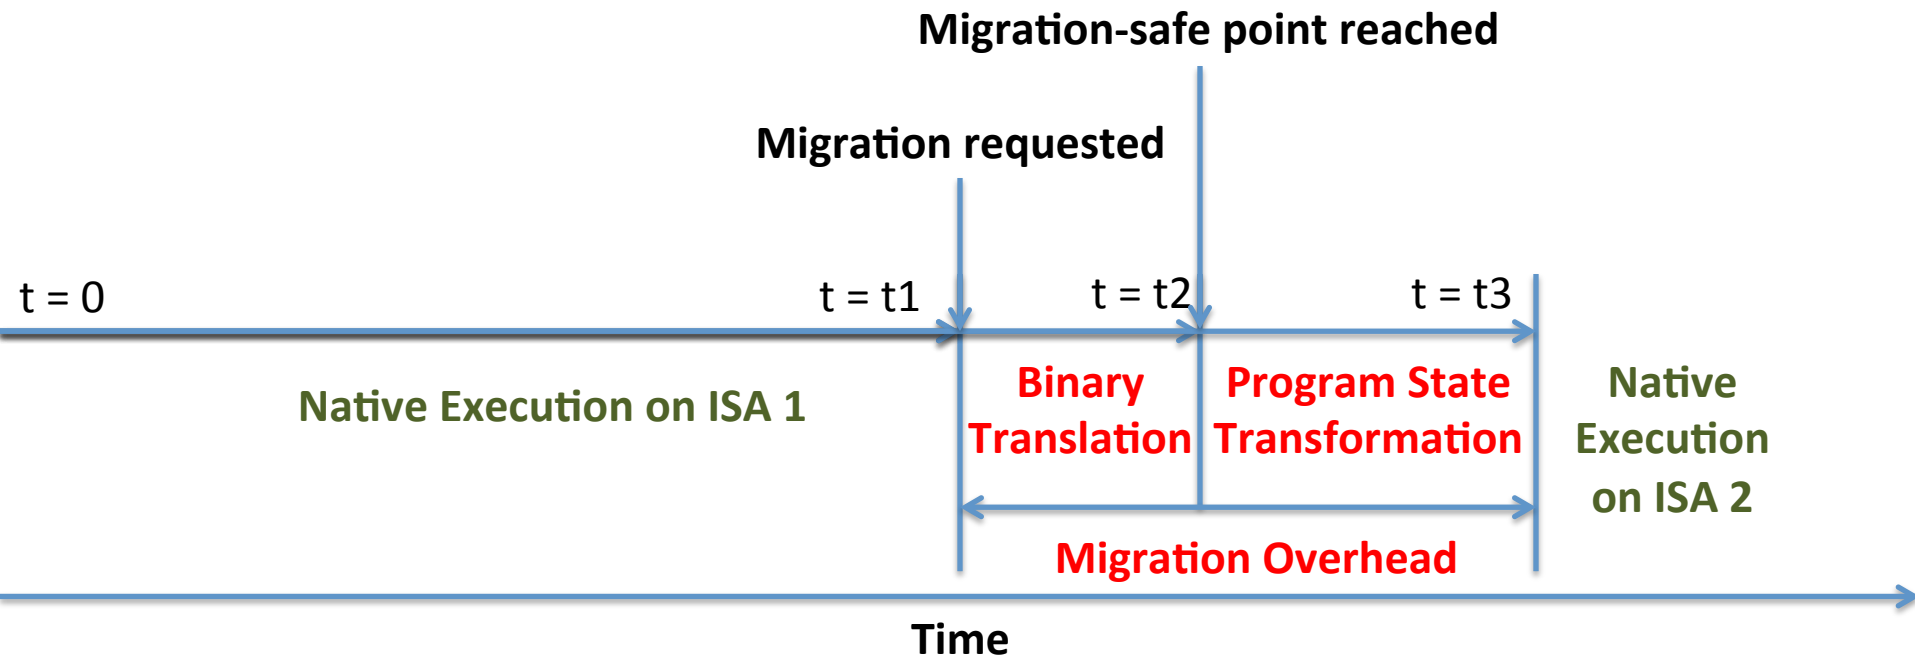 Migration-safe point reached
Migration requested
t = 0
t = t1
t = t2
t = t3
Native Execution on ISA 1
Binary
Translation
Program State
Transformation
Native
Execution
on ISA 2
Migration Overhead
Time